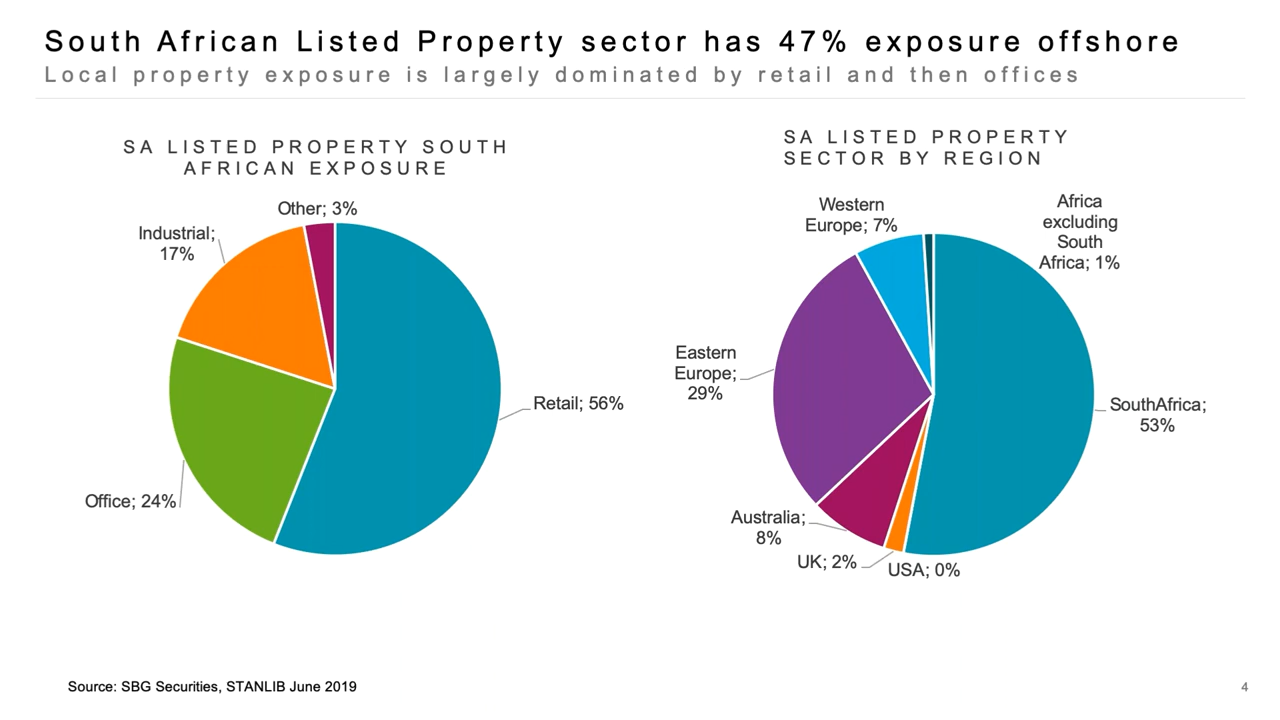 South African Listed Property sector has 47% exposure offshore
Local property exposure is largely dominated by retail and then offices
SA LISTED PROPERTY SOUTH
AFRICAN EXPOSURE
Other; 3%
Industrial;
17%
Retail; 56%
Office; 24%
SA LISTED PROPERTY
SECTOR BY REGION
Western
Europe; 7%
Africa
excluding
South
Africa; 1%
Eastern
Europe;
29%
SouthAfrica;
53%
Australia;
8%
UK; 2%
USA; 0%
Source: SBG Securities, STANLIB June 2019
4